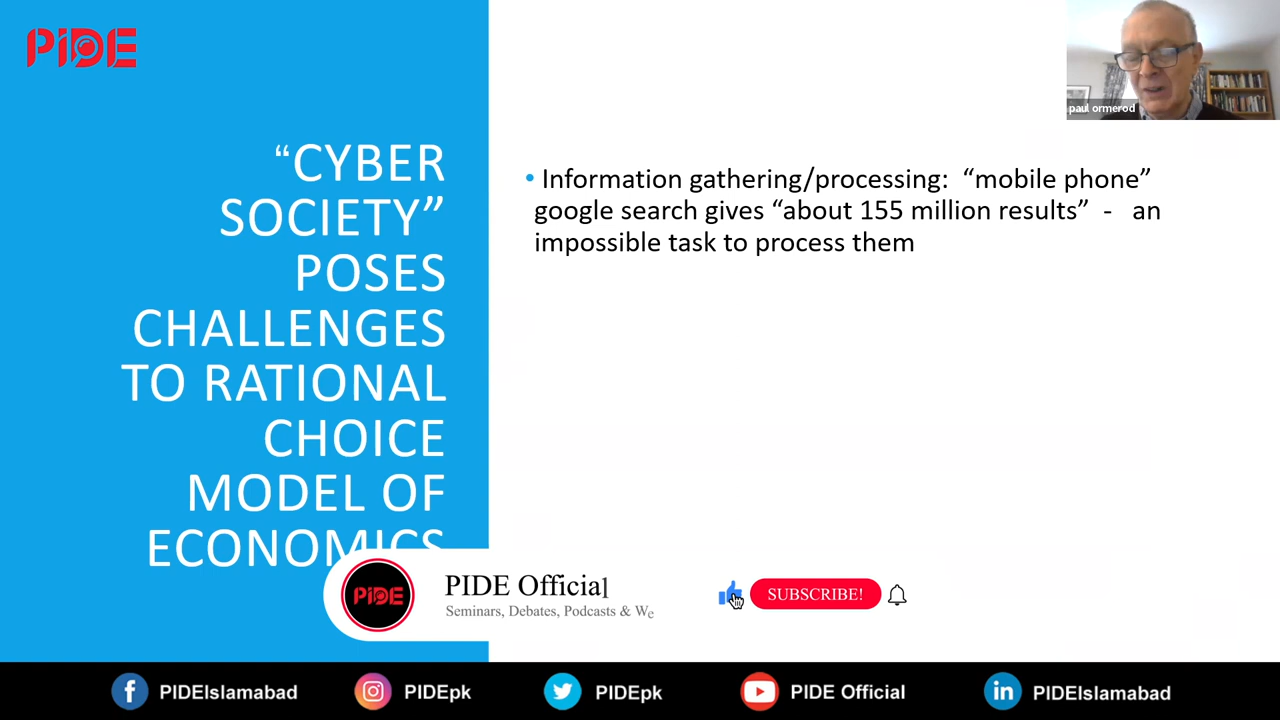 PIDE
paul ormerod
“CYBER
SOCIETY”
POSES
CHALLENGES
TO RATIONAL
CHOICE
MODEL OF
ECONOMICS
• Information gathering/processing: “mobile phone”
google search gives “about 155 million results” - an
impossible task to process them
PIDE
PIDE Official
Seminars, Debates, Podcasts & We
SUBSCRIBE!
PIDEIslamabad
PIDEpk
PIDEpk
PIDE Official
PIDEIslamabad